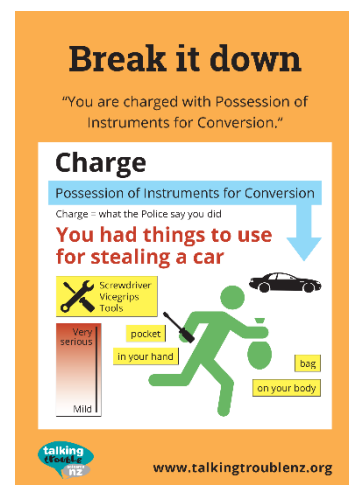 Break it down
“You are charged with Possession of
Instruments for Conversion.”
Charge
Possession of Instruments for Conversion
Charge = what the Police say you did
You had things to use
for stealing a car
Screwdriver
Vicegrips
Tools
Very
serious
Mild
pocket
in your hand
bag
on your body
talking
trouble
nz
www.talkingtroublenz.org